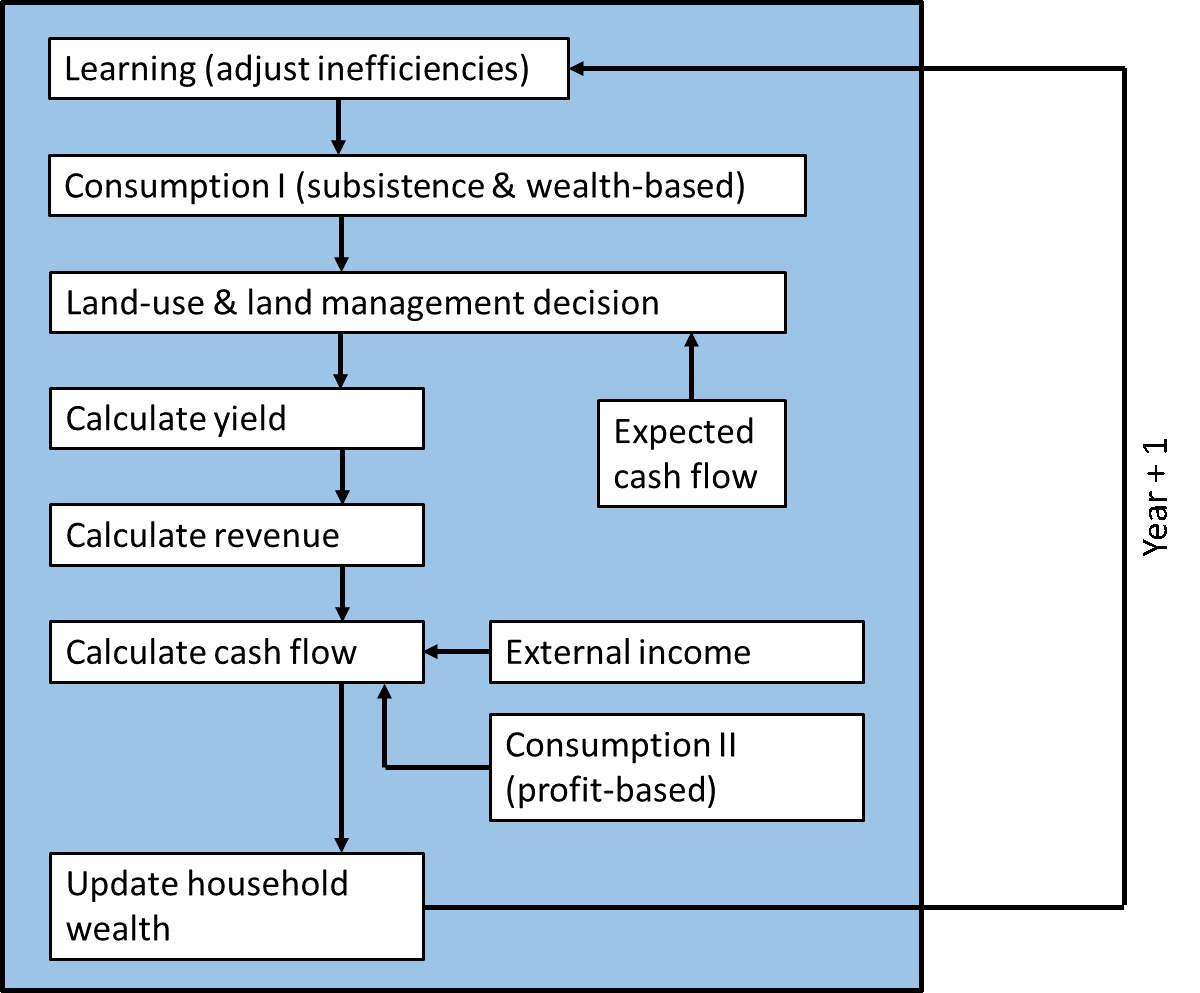 Learning (adjust inefficiencies)
Consumption I (subsistence & wealth-based)
Land-use & land management decision
Calculate yield
Expected
cash flow
Calculate revenue
Calculate cash flow
External income
Consumption II
(profit-based)
Update household
wealth
Year + 1